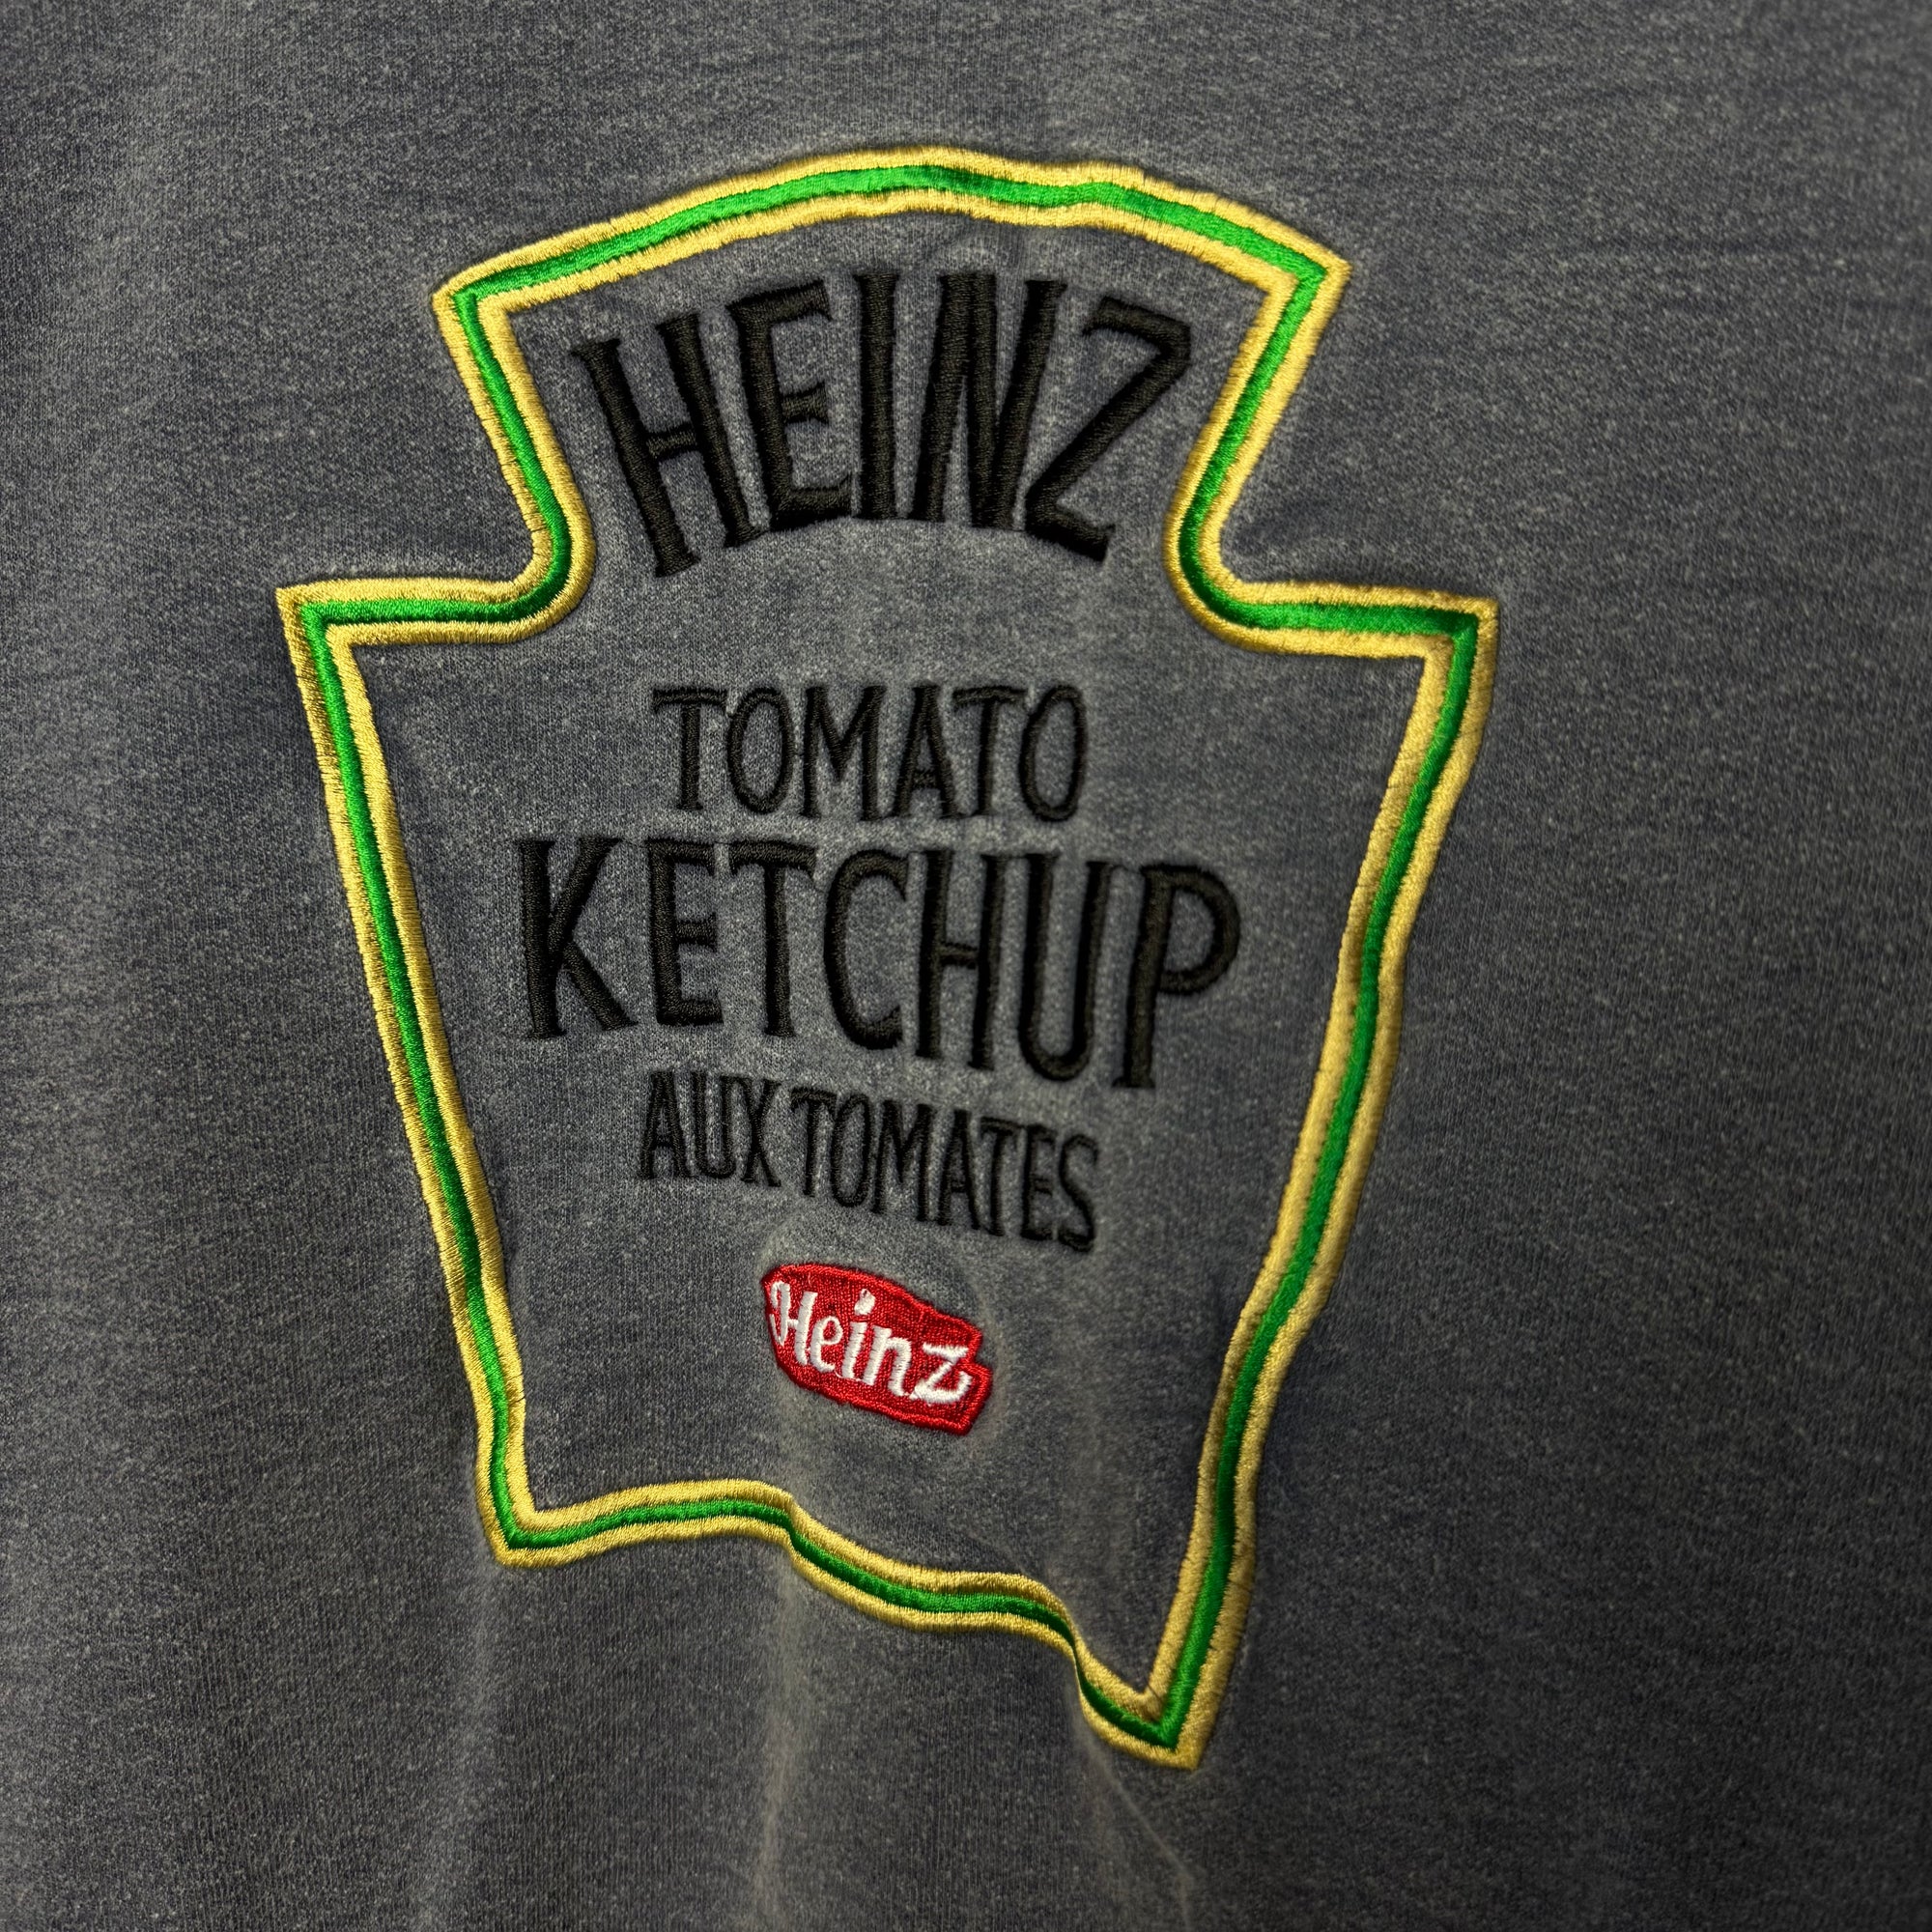 HEINZ
TOMATO
KETCHUP
AUX TOMATES
Heinz